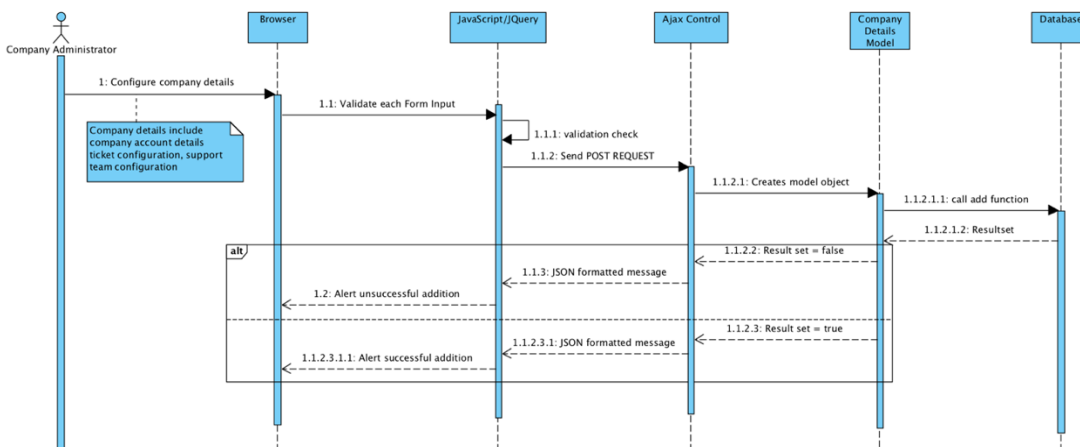 Browser
JavaScript/JQuery
Ajax Control
Company
Details
Model
Database
Company Administrator
1: Configure company details
1.1: Validate each Form Input
Company details include
company account details
ticket configuration, support
team configuration
1.1.1: validation check
1.1.2: Send POST REQUEST
1.1.2.1: Creates model object
1.1.2.1.1: call add function
1.1.2.1.2: Resultset
alt
1.1.2.2: Result set = false
1.1.3: JSON formatted message
1.2: Alert unsuccessful addition
1.1.2.3: Result set = true
1.1.2.3.1: JSON formatted message
1.1.2.3.1.1: Alert successful addition